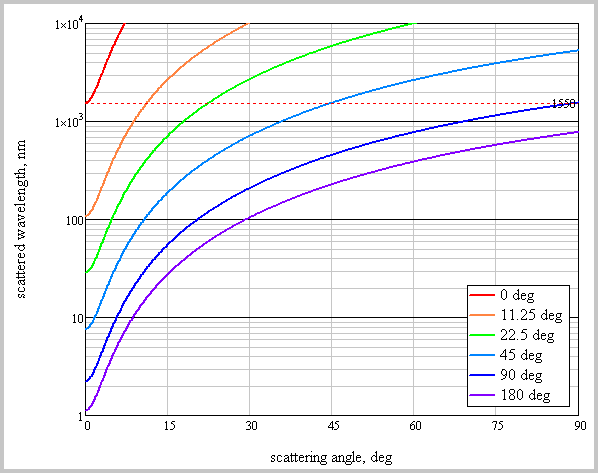 1×10⁴
1×10³
100
10
1
scattered wavelength, nm
1550
0 deg
11.25 deg
22.5 deg
45 deg
90 deg
180 deg
0
15
30
45
60
75
90
scattering angle, deg